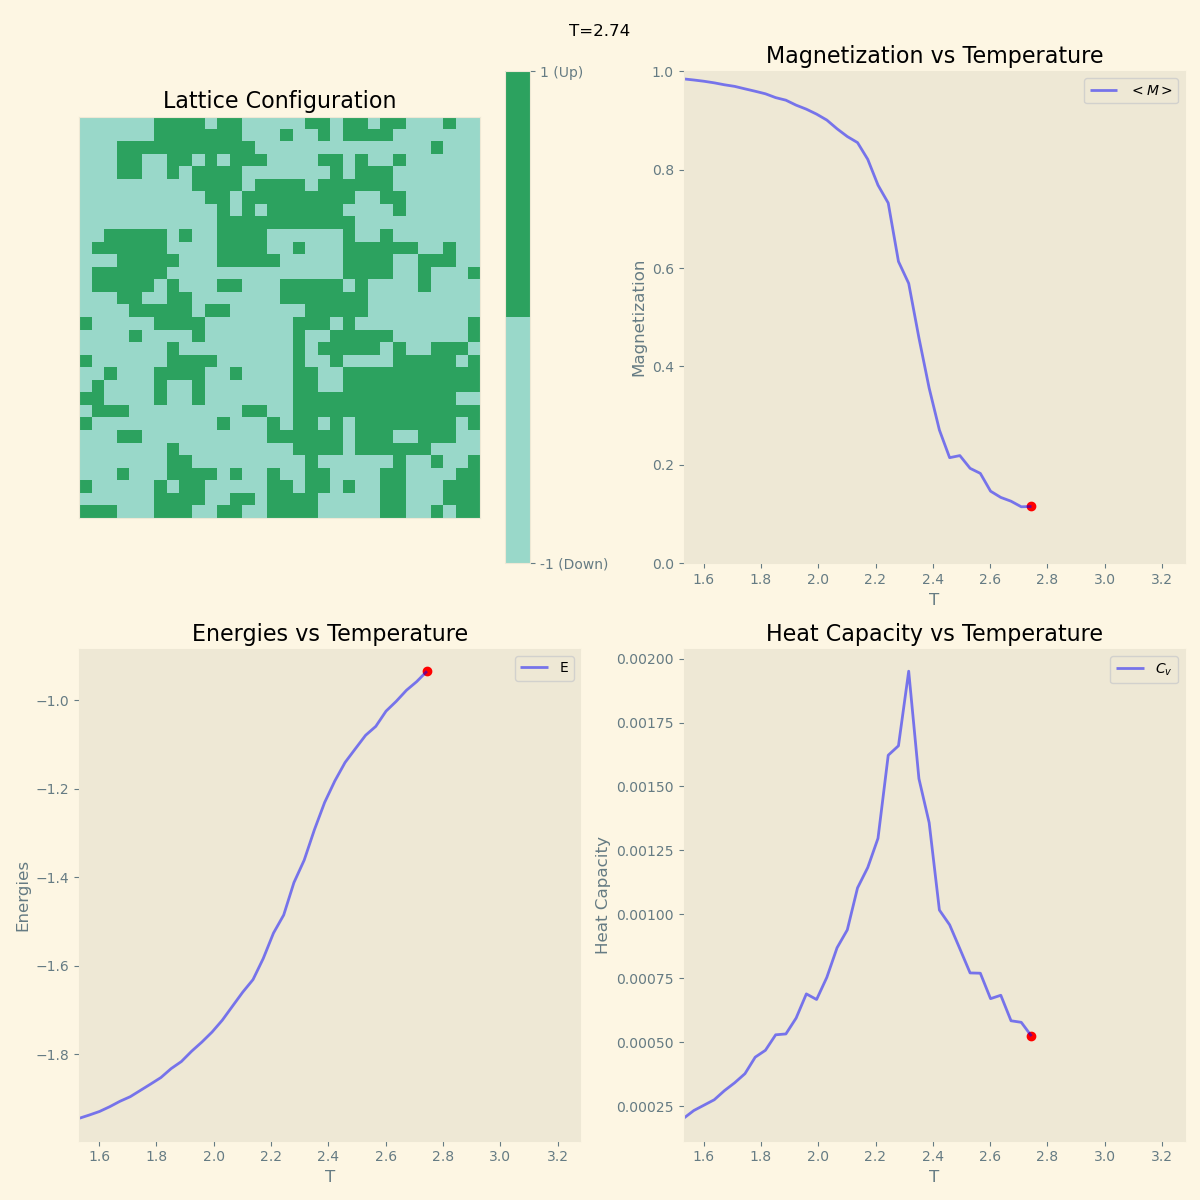 T=2.74
Lattice Configuration
1 (Up)
-1 (Down)
Magnetization vs Temperature
<M>
Magnetization
1.0
0.8
0.6
0.4
0.2
0.0
1.6 1.8 2.0 2.2 2.4 2.6 2.8 3.0 3.2
T
Energies vs Temperature
E
Energies
−1.0
−1.2
−1.4
−1.6
−1.8
1.6 1.8 2.0 2.2 2.4 2.6 2.8 3.0 3.2
T
Heat Capacity vs Temperature
Cv
Heat Capacity
0.00200
0.00175
0.00150
0.00125
0.00100
0.00075
0.00050
0.00025
1.6 1.8 2.0 2.2 2.4 2.6 2.8 3.0 3.2
T